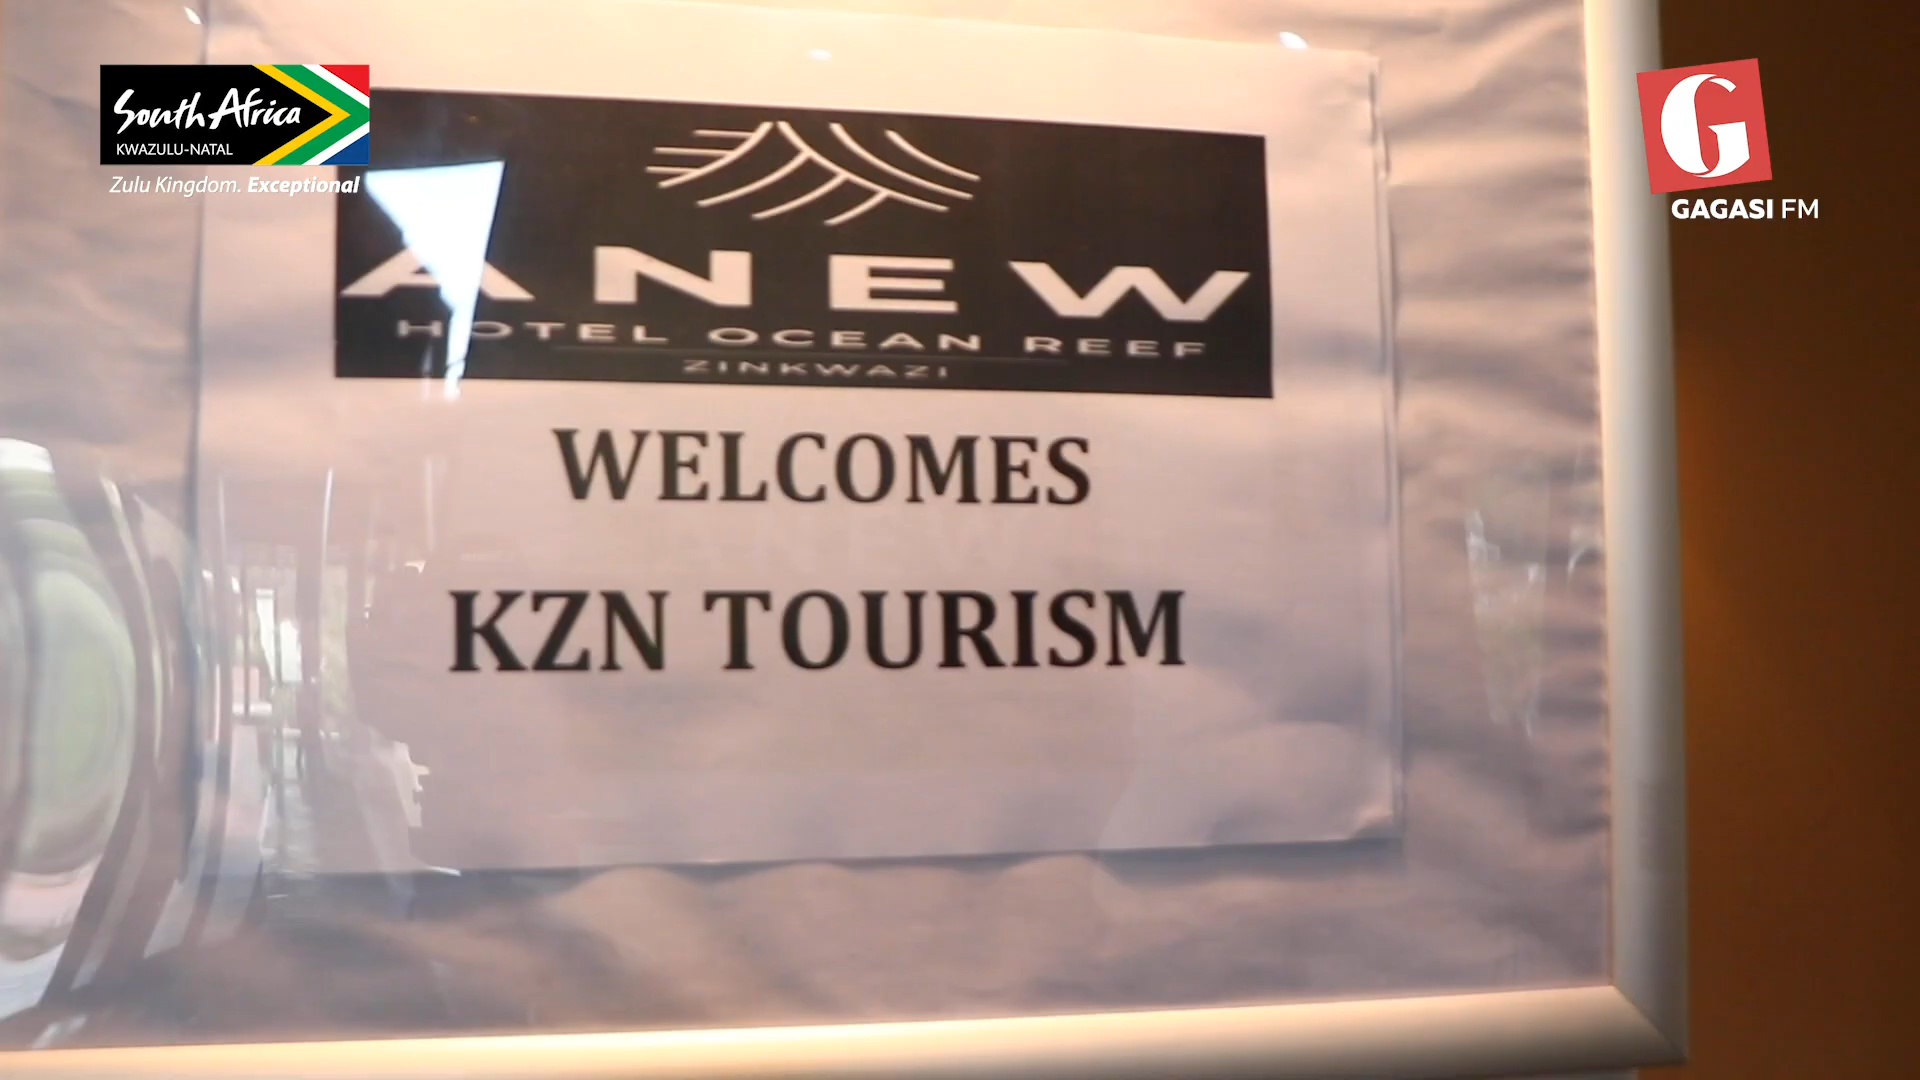 South Africa
KWAZULU-NATAL
Zulu Kingdom. Exceptional
G
GAGASI FM
ANEW
HOTEL OCEAN REEF
ZINKWAZI
WELCOMES
KZN TOURISM